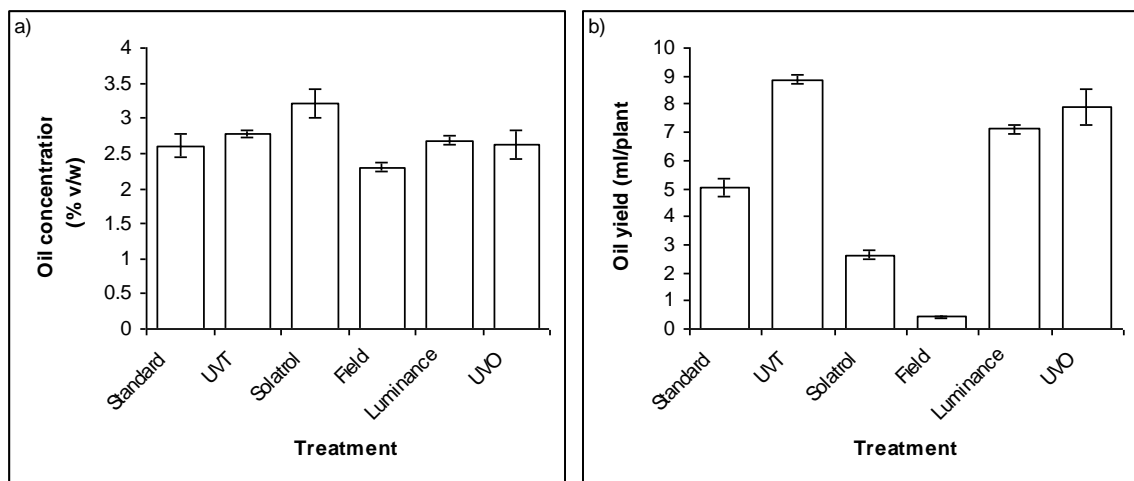 a)
Oil concentration
(% v/w)
4
3.5
3
2.5
2
1.5
1
0.5
0
Standard
UVT
Solatrol
Field
Luminance
UVO
Treatment
b)
Oil yield (ml/plant)
10
9
8
7
6
5
4
3
2
1
0
Standard
UVT
Solatrol
Field
Luminance
UVO
Treatment